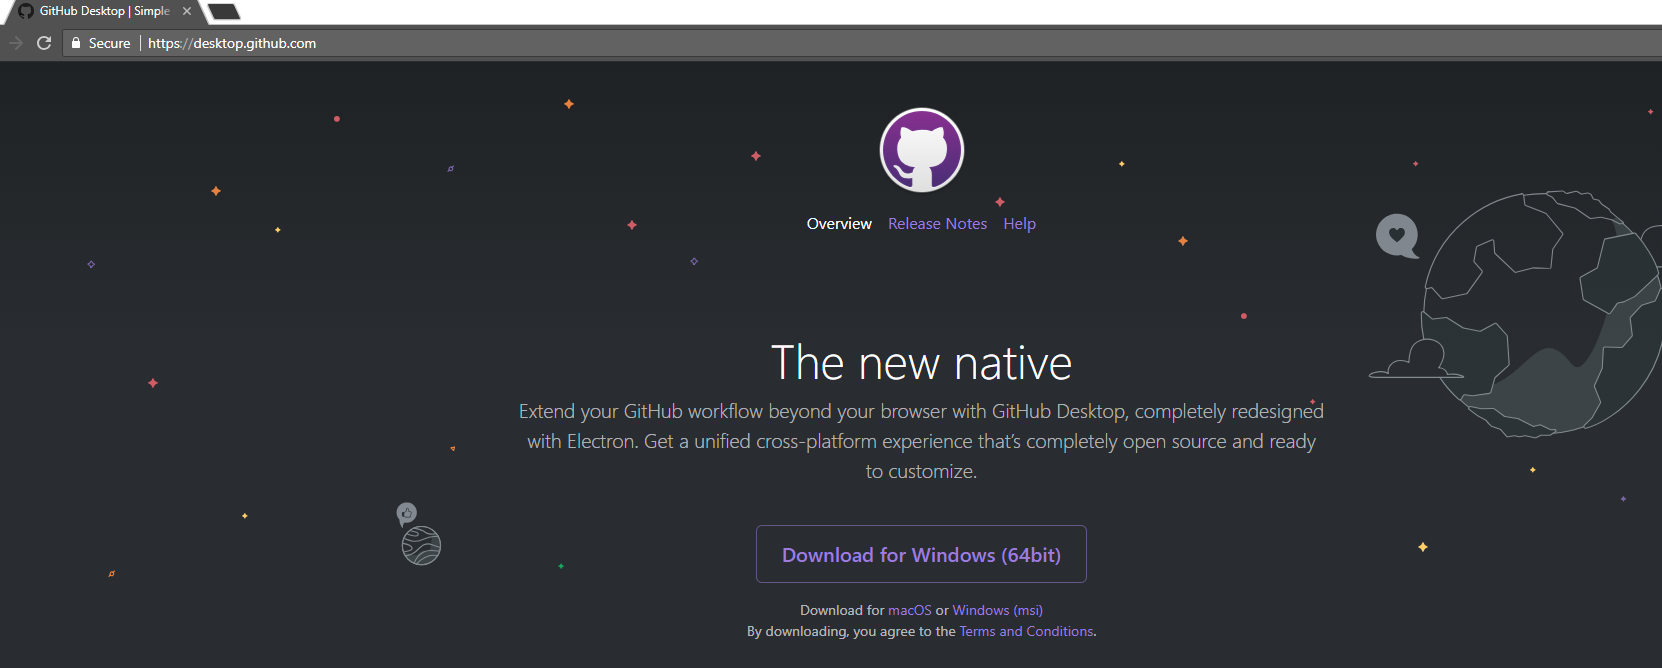 GitHub Desktop | Simple
Secure | https://desktop.github.com
Overview Release Notes Help
The new native
Extend your GitHub workflow beyond your browser with GitHub Desktop, completely redesigned
with Electron. Get a unified cross-platform experience that's completely open source and ready
to customize.
Download for Windows (64bit)
Download for macOS or Windows (msi)
By downloading, you agree to the Terms and Conditions.